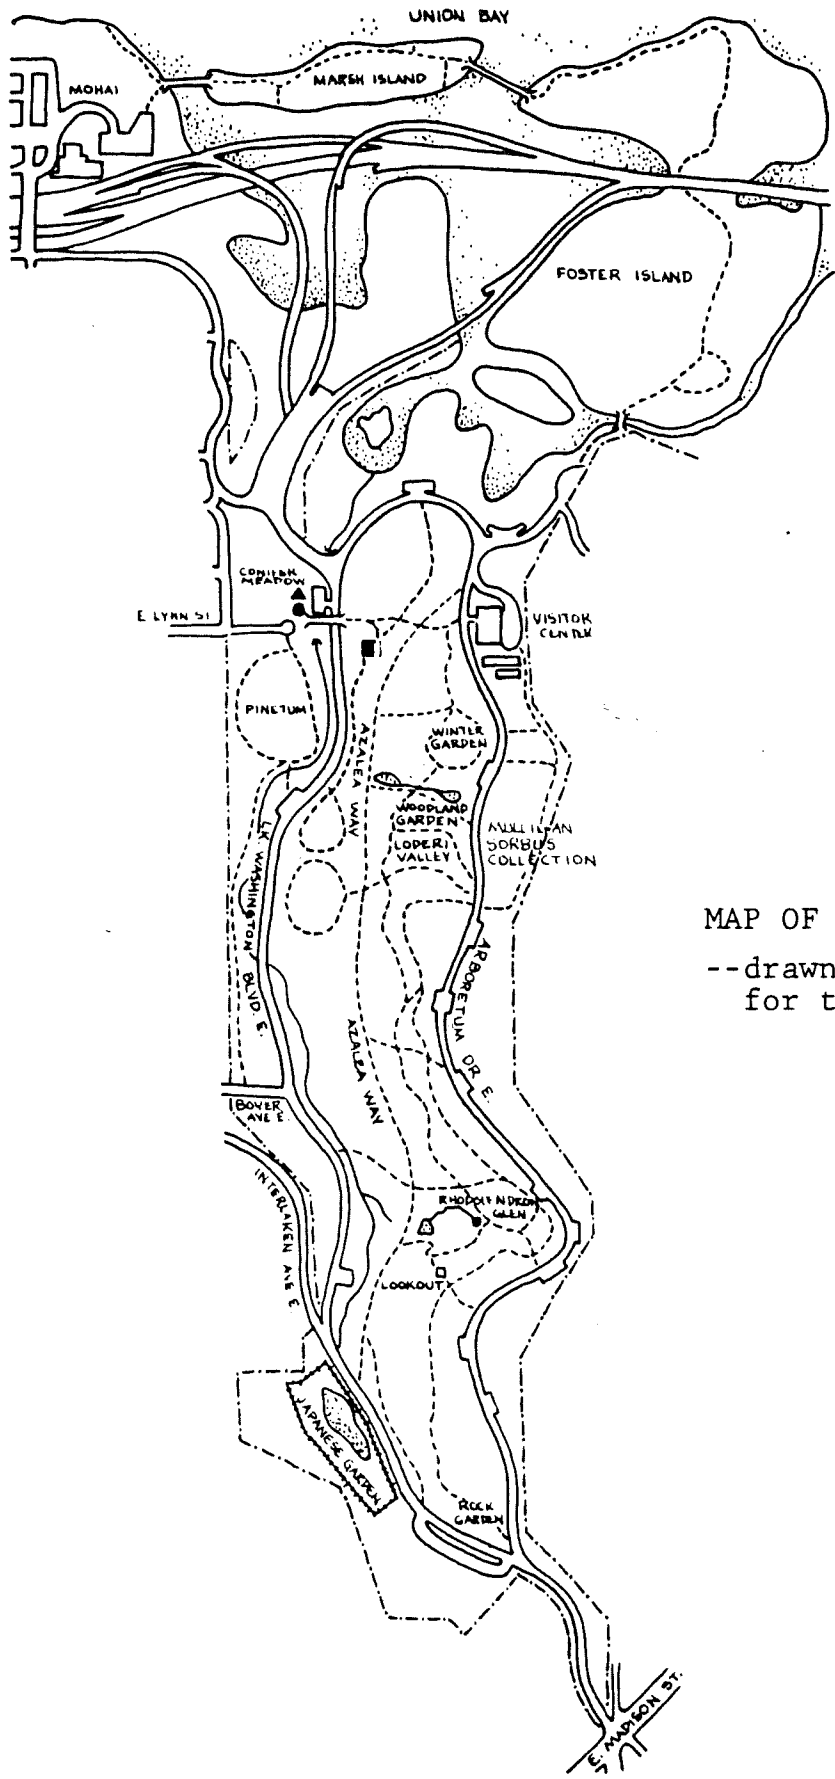 UNION BAY
MOHAI
MARSH ISLAND
FOSTER ISLAND
CONIFER
MEADOW
E LYNN ST
VISITOR
CENTER
PINETUM
AZALEA WAY
WINTER
GARDEN
WOODLAND
GARDEN
LODERI
VALLEY
MULLIGAN
SORBUS
COLLECTION
LK WASHINGTON BLVD. E.
MAP OF
--drawn
for t
ARBORETUM DR E.
AZALEA WAY
BOYER
AVE E.
INTERLAKEN AVE E.
RHODODENDRON
GLEN
LOOKOUT
JAPANESE GARDEN
ROCK
GARDEN
E. MADISON ST.